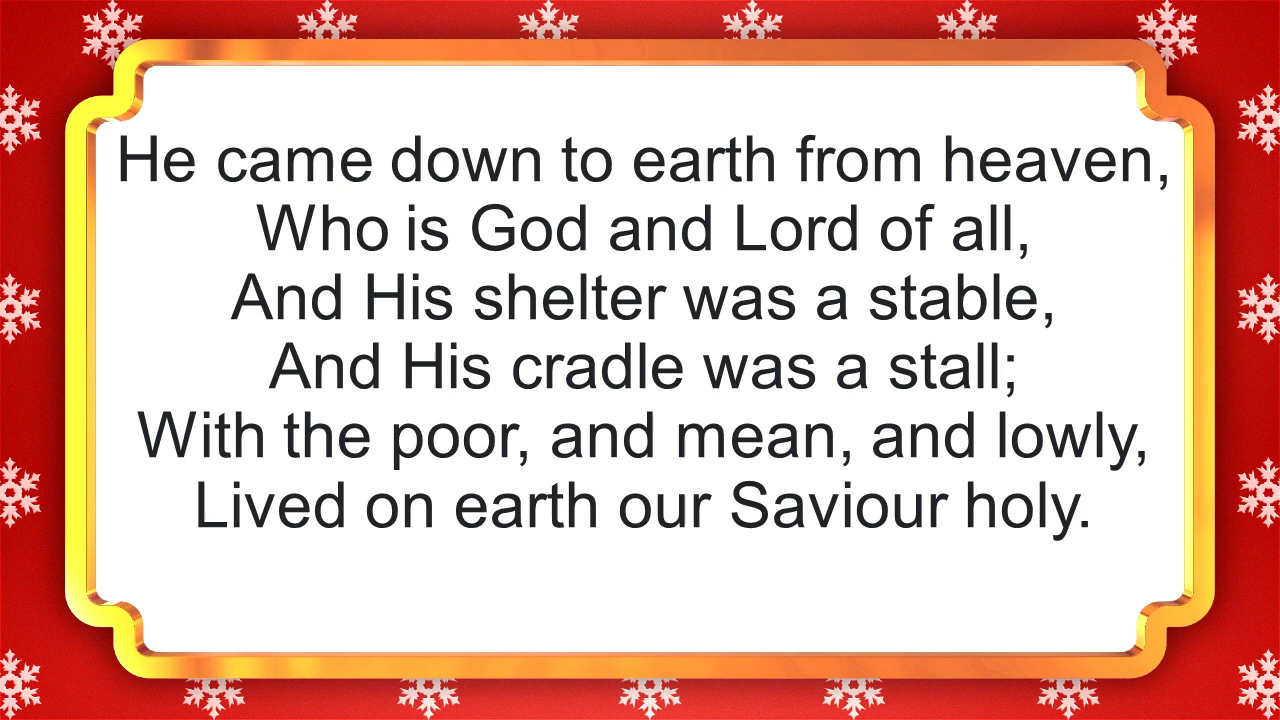 He came down to earth from heaven,
Who is God and Lord of all,
And His shelter was a stable,
And His cradle was a stall;
With the poor, and mean, and lowly,
Lived on earth our Saviour holy.